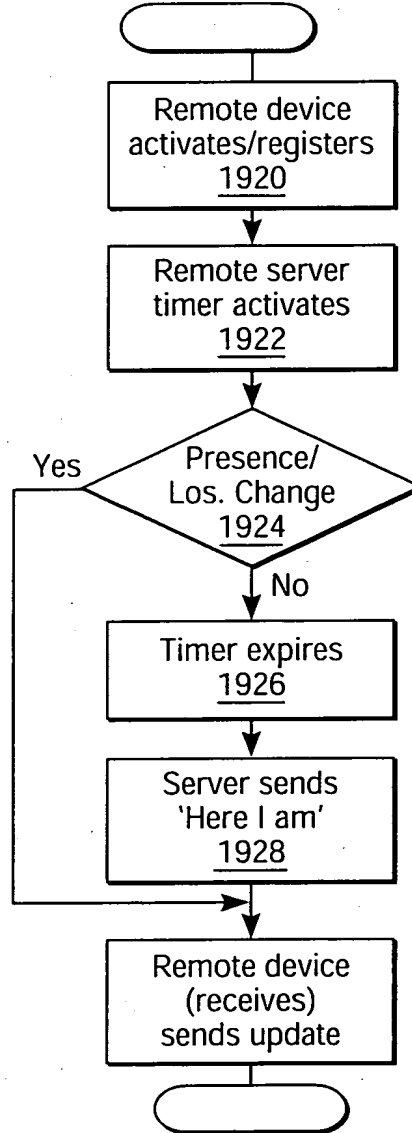 Remote device
activates/registers
1920
Remote server
timer activates
1922
Yes
Presence/
Los. Change
1924
No
Timer expires
1926
Server sends
'Here I am'
1928
Remote device
(receives)
sends update